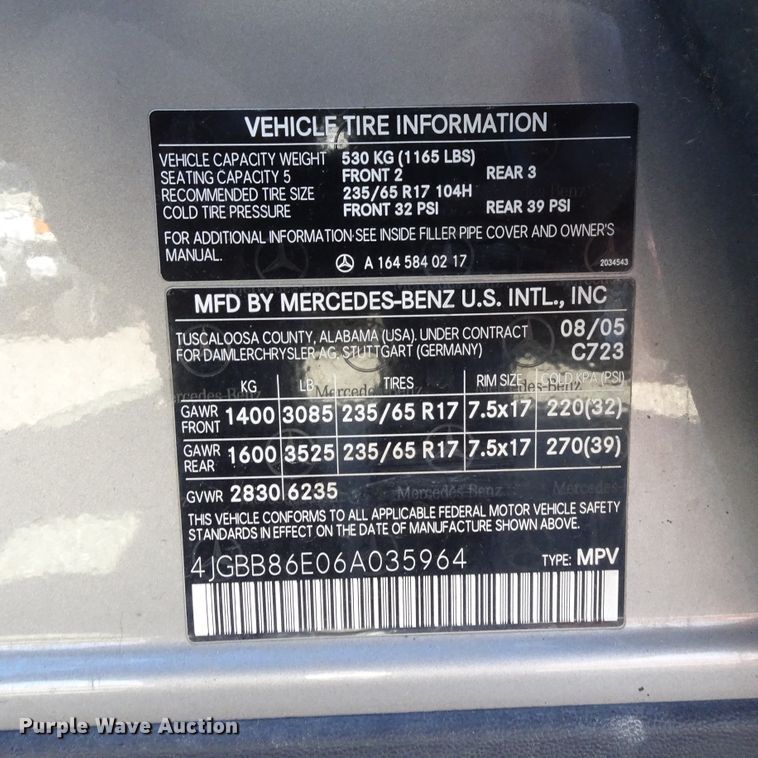 VEHICLE TIRE INFORMATION
VEHICLE CAPACITY WEIGHT 530 KG (1165 LBS)
SEATING CAPACITY 5 FRONT 2 REAR 3
RECOMMENDED TIRE SIZE 235/65 R17 104H
COLD TIRE PRESSURE FRONT 32 PSI REAR 39 PSI
FOR ADDITIONAL INFORMATION SEE INSIDE FILLER PIPE COVER AND OWNER'S
MANUAL.
A 164 584 02 17 2034543
MFD BY MERCEDES-BENZ U.S. INTL., INC
TUSCALOOSA COUNTY, ALABAMA (USA). UNDER CONTRACT 08/05
FOR DAIMLERCHRYSLER AG, STUTTGART (GERMANY) C723
KG LB TIRES RIM SIZE COLD KPA (PSI)
GAWR FRONT 1400 3085 235/65 R17 7.5x17 220(32)
GAWR REAR 1600 3525 235/65 R17 7.5x17 270(39)
GVWR 2830 6235
THIS VEHICLE CONFORMS TO ALL APPLICABLE FEDERAL MOTOR VEHICLE SAFETY
STANDARDS IN EFFECT ON THE DATE OF MANUFACTURE SHOWN ABOVE.
4JGBB86E06A035964 TYPE: MPV
Purple Wave Auction